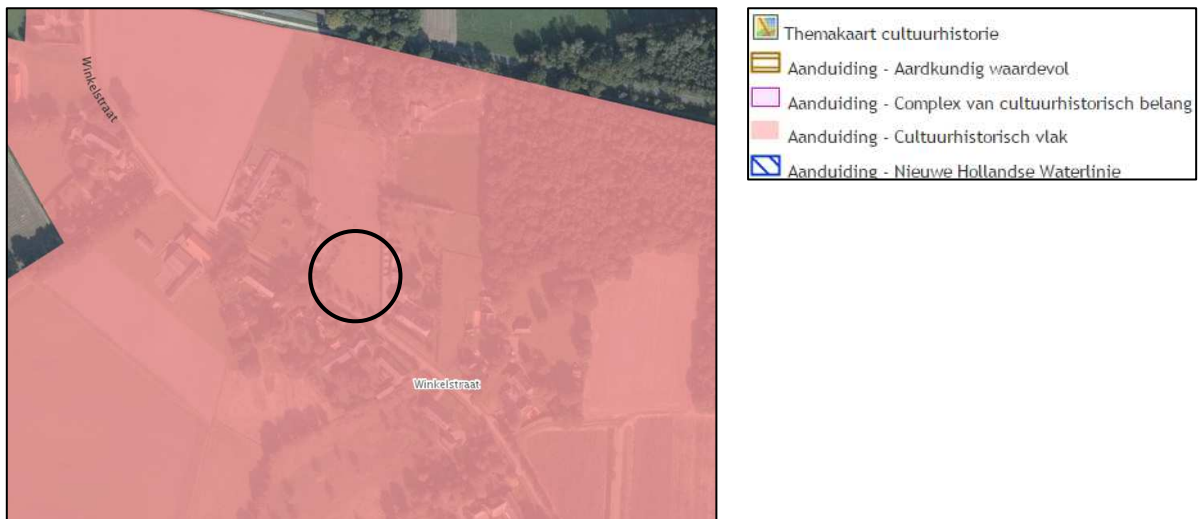 Winkelstraat
Winkelstraat
Themakaart cultuurhistorie
Aanduiding - Aardkundig waardevol
Aanduiding - Complex van cultuurhistorisch belang
Aanduiding - Cultuurhistorisch vlak
Aanduiding - Nieuwe Hollandse Waterlinie